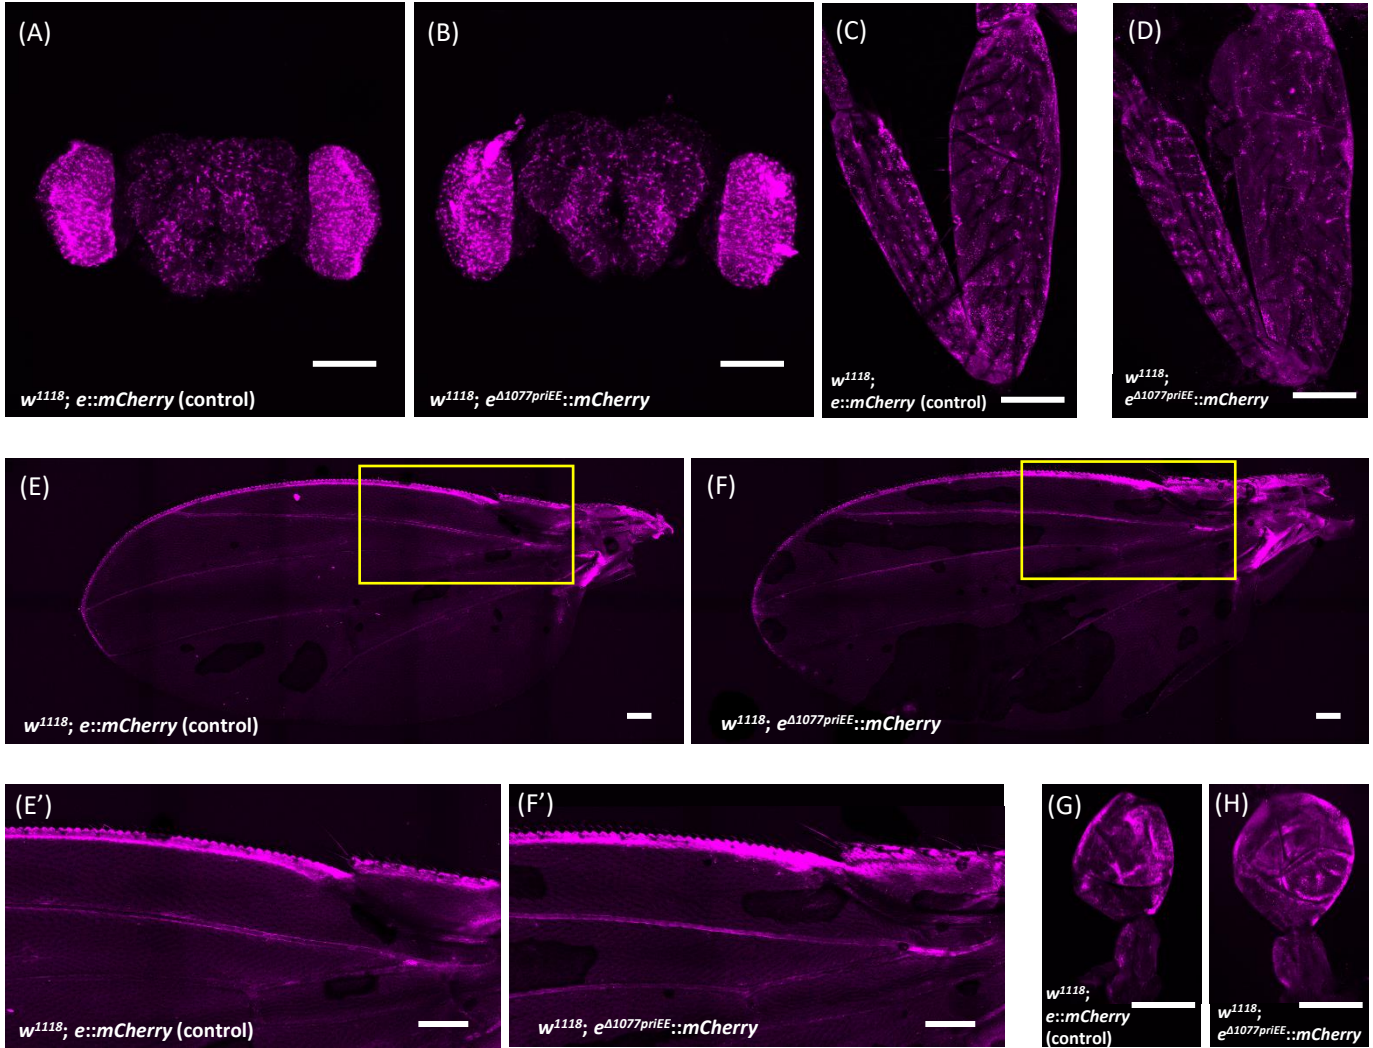 (A)
w1118; e::mCherry (control)
(B)
w1118; eΔ1077priEE::mCherry
(C)
w1118;
e::mCherry (control)
(D)
w1118;
eΔ1077priEE::mCherry
(E)
w1118; e::mCherry (control)
(F)
w1118; eΔ1077priEE::mCherry
(E’)
w1118; e::mCherry (control)
(F’)
w1118; eΔ1077priEE::mCherry
(G)
w1118;
e::mCherry
(control)
(H)
w1118;
eΔ1077priEE::mCherry